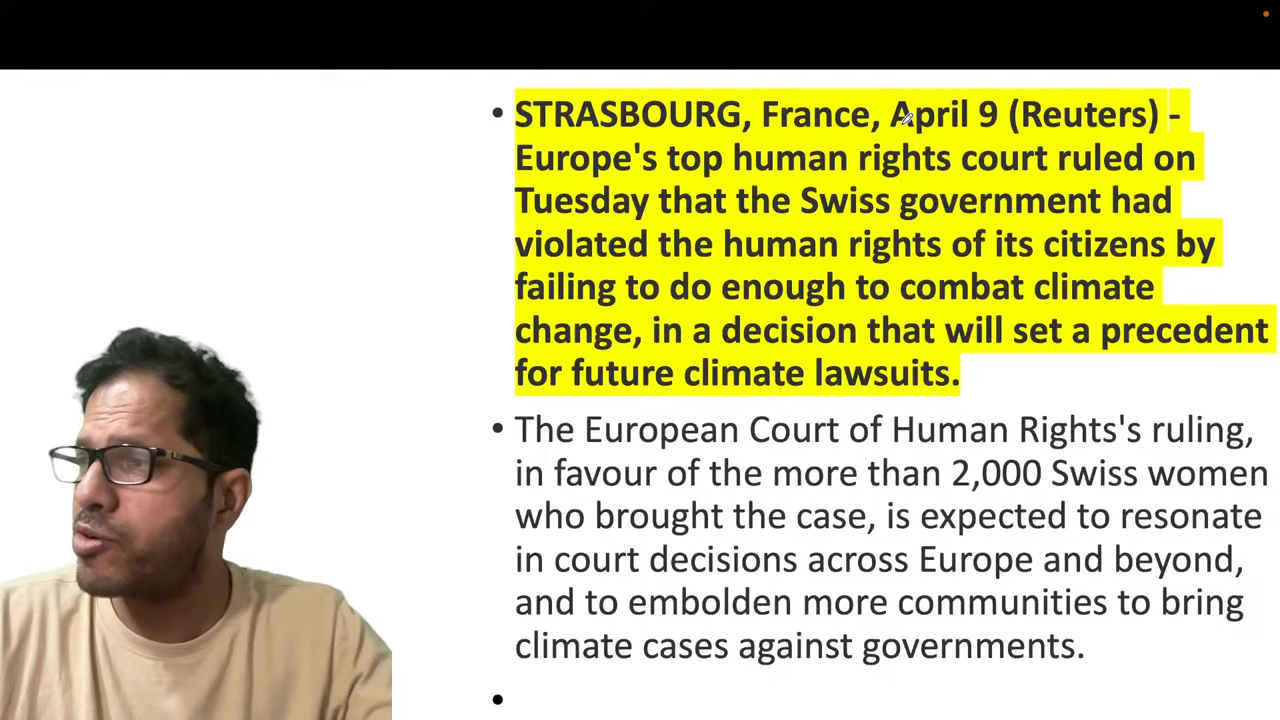 • STRASBOURG, France, April 9 (Reuters) -
Europe's top human rights court ruled on
Tuesday that the Swiss government had
violated the human rights of its citizens by
failing to do enough to combat climate
change, in a decision that will set a precedent
for future climate lawsuits.
• The European Court of Human Rights's ruling,
in favour of the more than 2,000 Swiss women
who brought the case, is expected to resonate
in court decisions across Europe and beyond,
and to embolden more communities to bring
climate cases against governments.
•